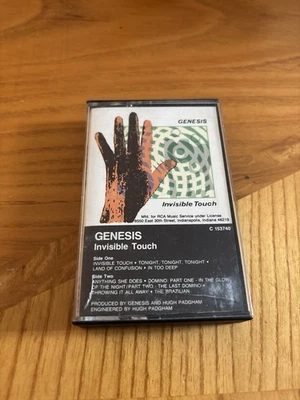 GENESIS
Invisible Touch
Mfd. for RCA Music Service under License
6550 East 30th Street, Indianapolis, Indiana 46219
GENESIS
C 153740
Invisible Touch
Side One
INVISIBLE TOUCH • TONIGHT, TONIGHT, TONIGHT •
LAND OF CONFUSION • IN TOO DEEP
Side Two
ANYTHING SHE DOES • DOMINO: PART ONE - IN THE GLOW
OF THE NIGHT/PART TWO - THE LAST DOMINO •
THROWING IT ALL AWAY • THE BRAZILIAN
PRODUCED BY GENESIS AND HUGH PADGHAM
ENGINEERED BY HUGH PADGHAM